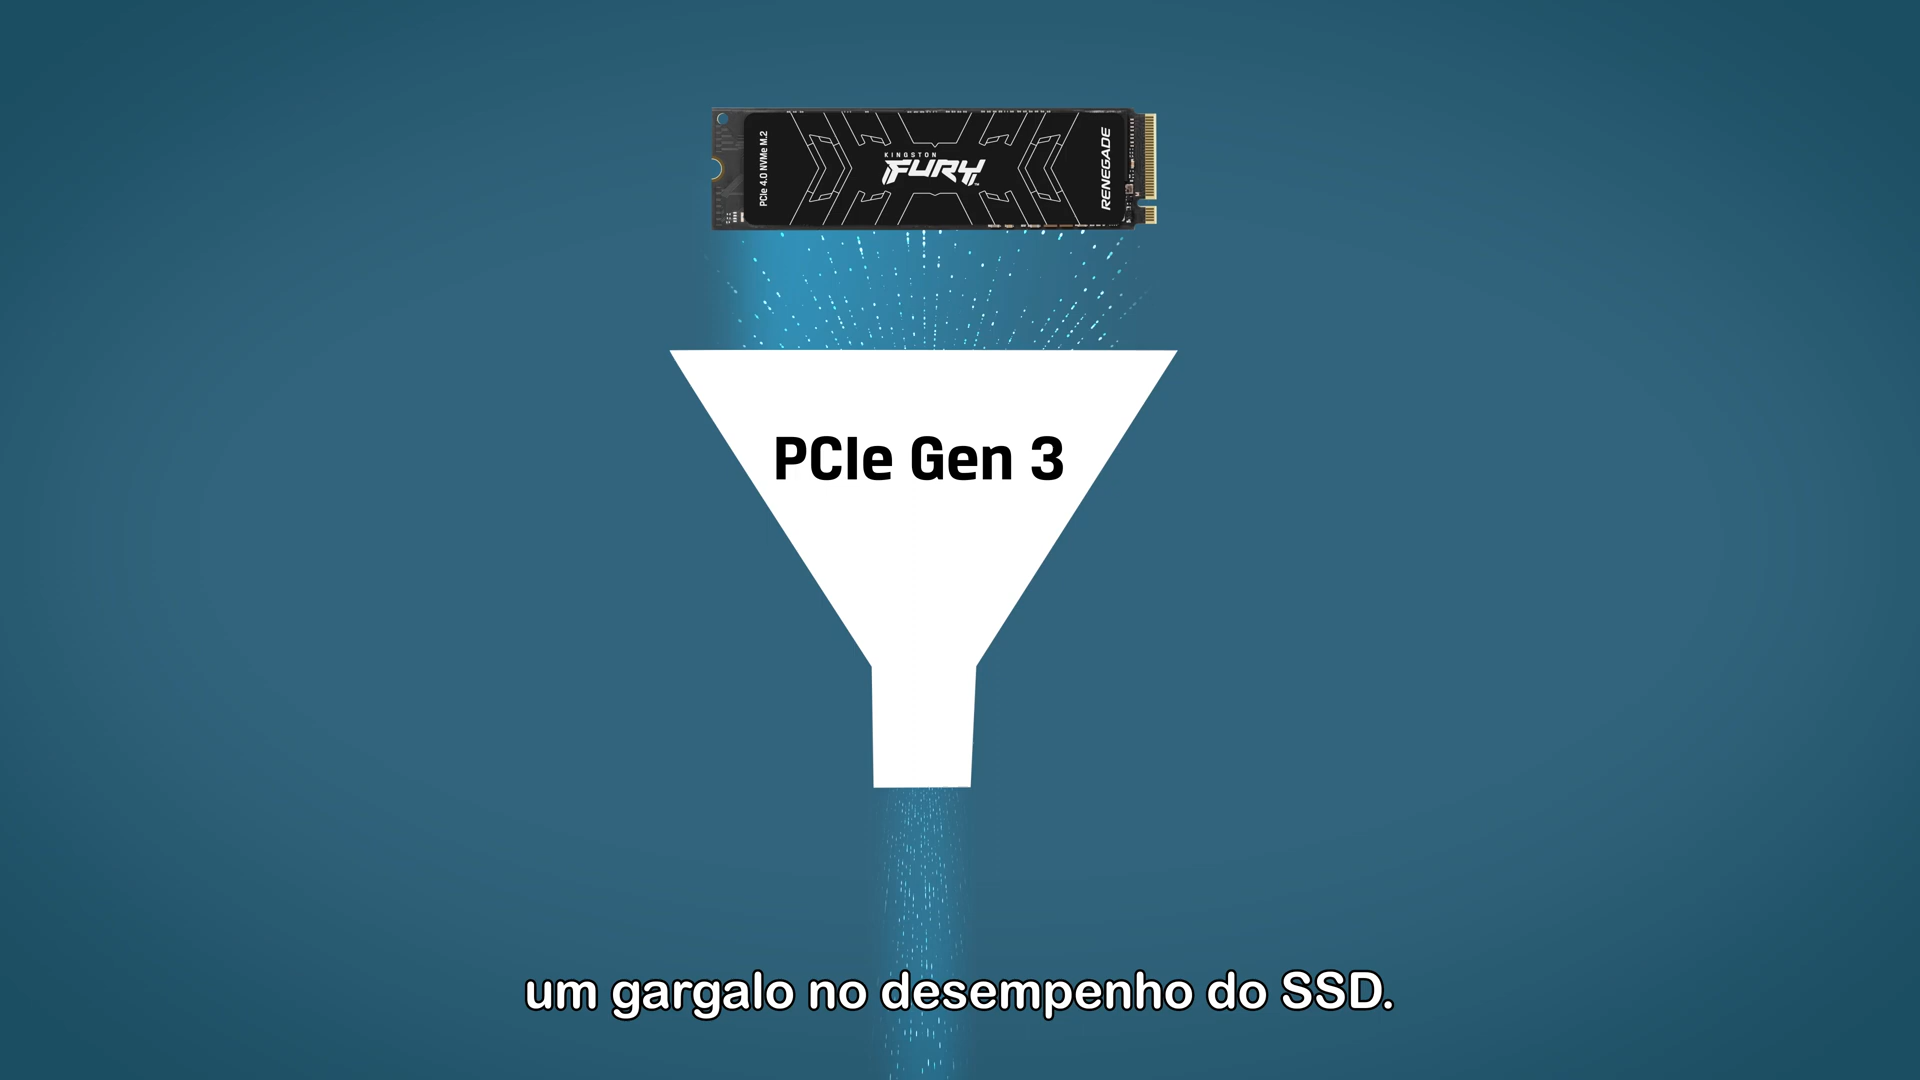 PCIe 4.0 NVMe M.2
KINGSTON
FURY
RENEGADE
PCIe Gen 3
um gargalo no desempenho do SSD.